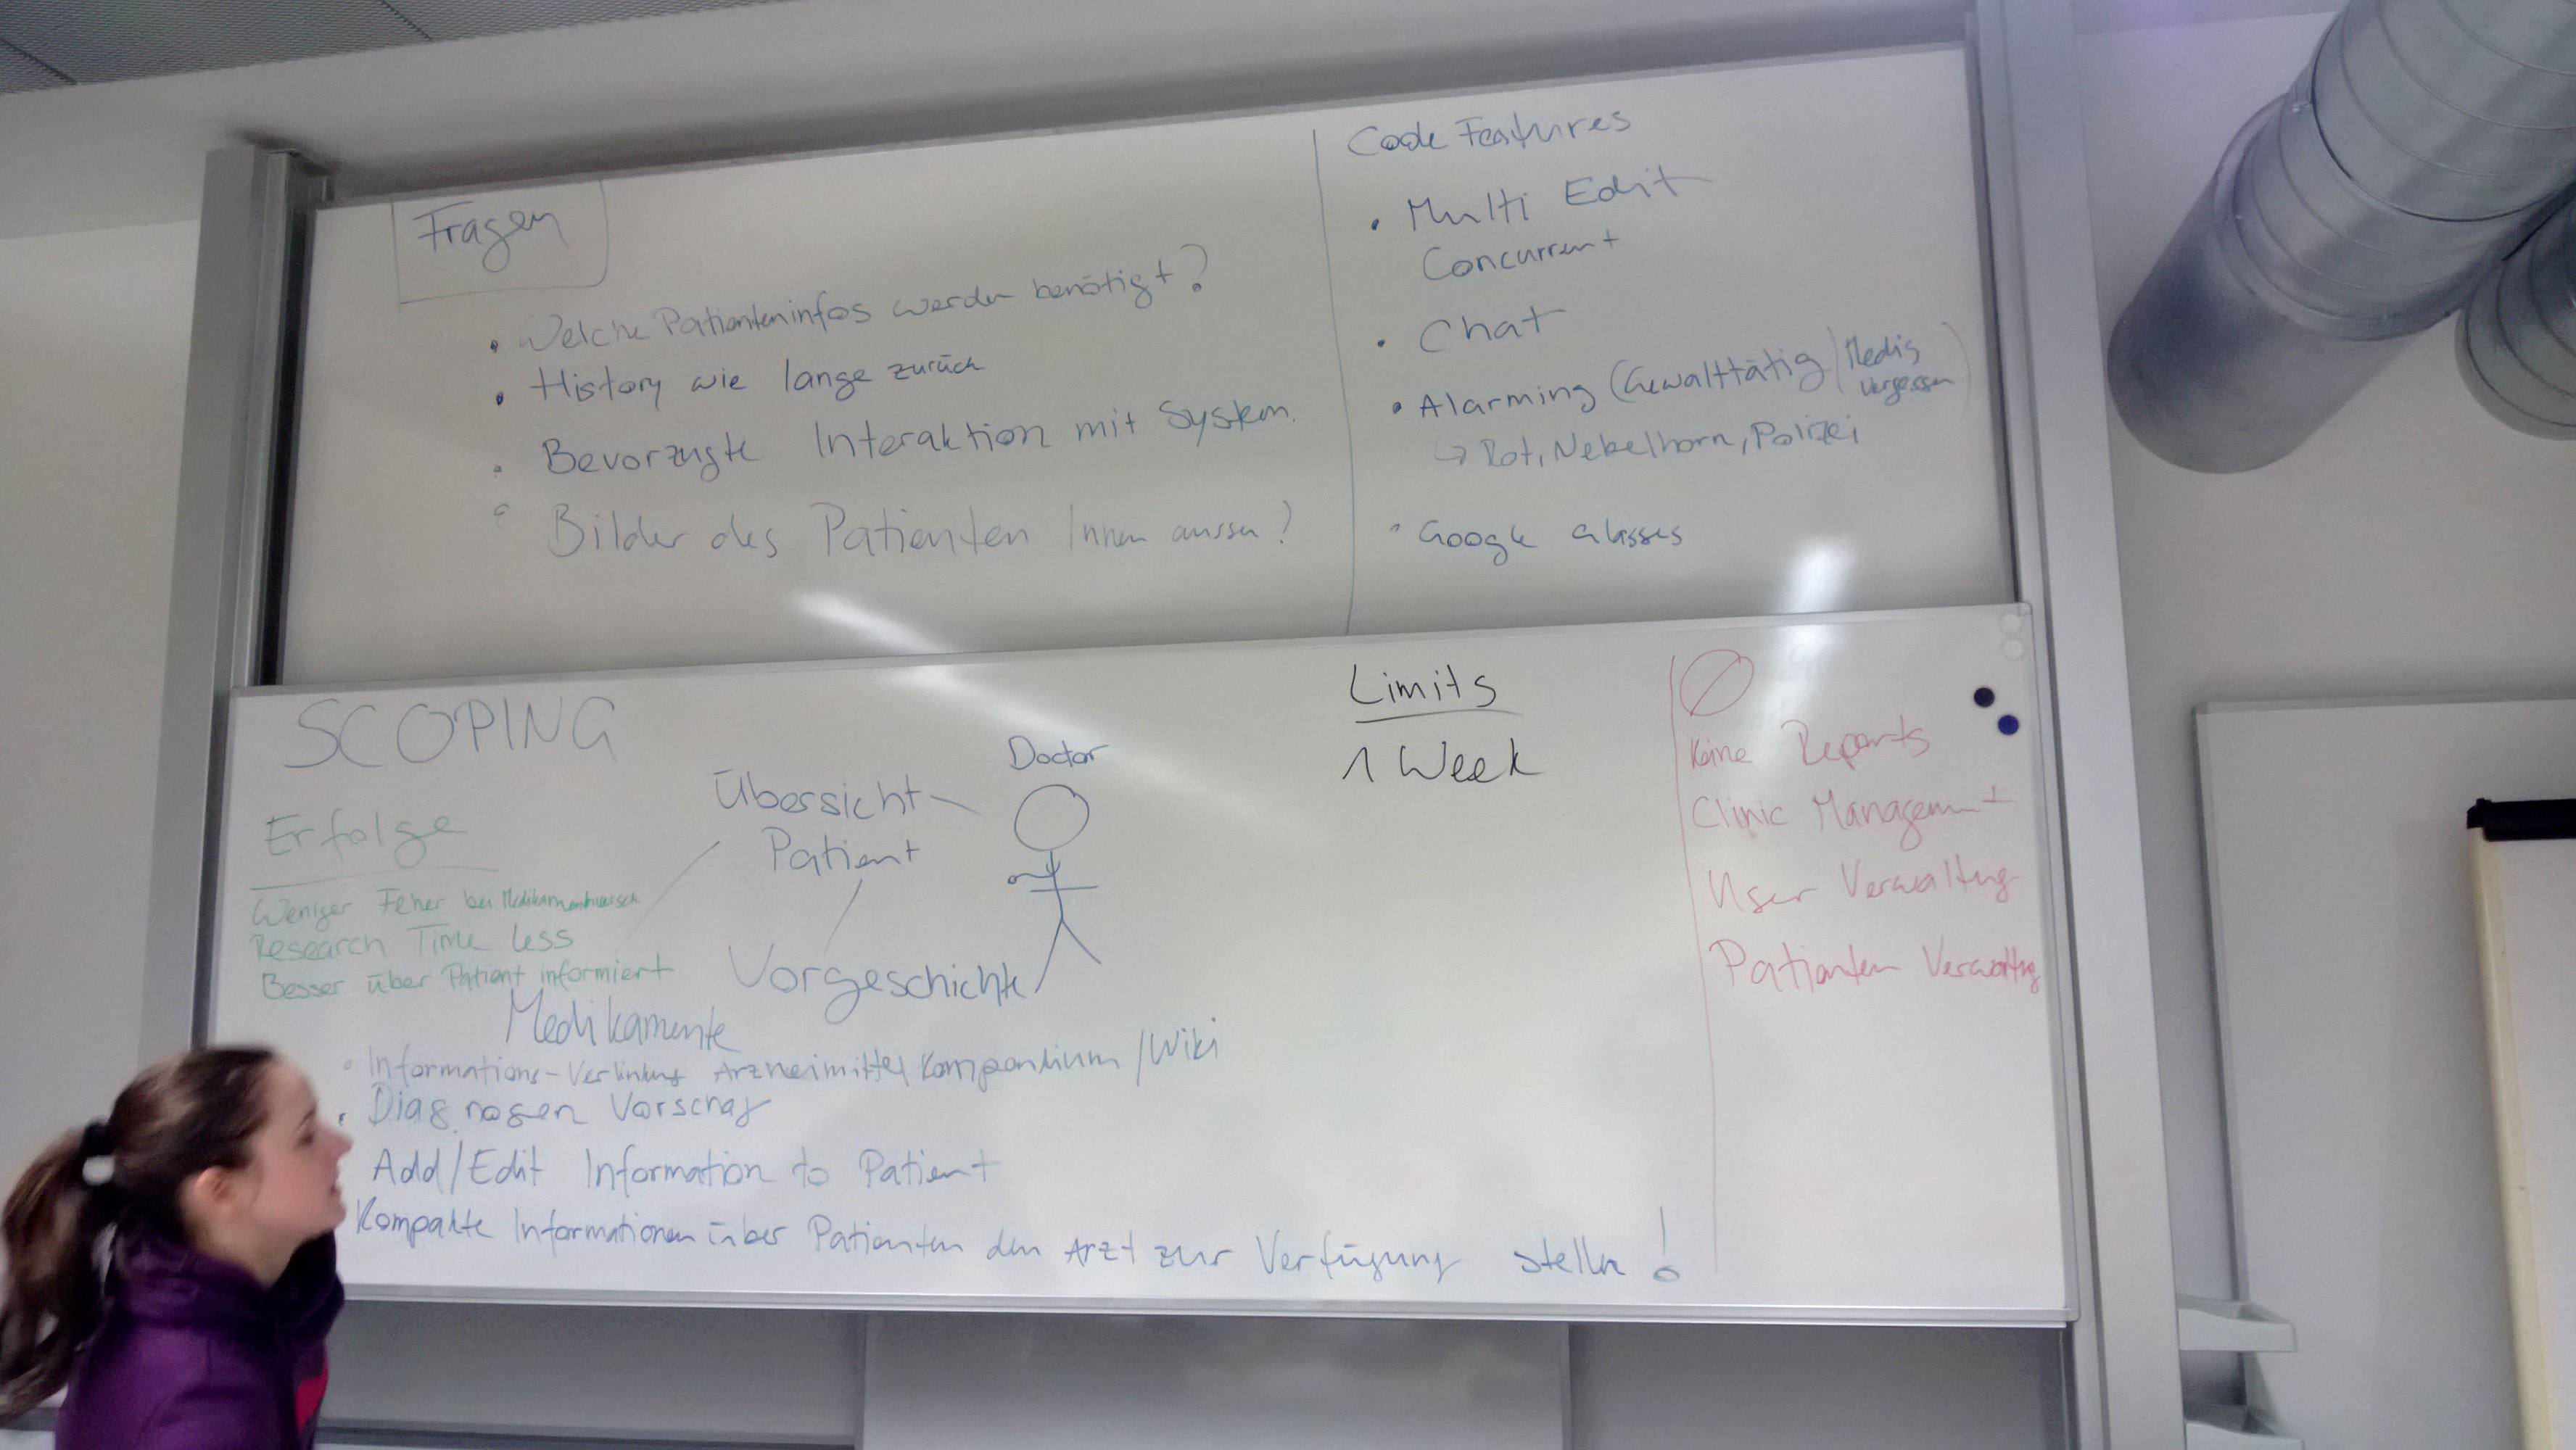 Fragen
• Welche Patienteninfos werden benötigt?
• History wie lange zurück
• Bevorzugte Interaktion mit System.
• Bilder des Patienten Innen aussen?
Code Features
• Multi Edit
Concurrent
• Chat
• Alarming (Gewalttätig / Medis
vergessen)
↳ Rot, Nebelhorn, Polizei
• Google Glasses
SCOPING
Erfolge
Weniger Feher bei
Research Time less
Besser über Patient informiert
Übersicht
Patient
Doctor
Vorgeschichte
Medikamente
• Informations-Verlinkung Arzneimittel Kompendium / Wiki
• Diagnosen Vorschag
Add/Edit Information to Patient
Kompakte Informationen über Patienten den Arzt zur Verfügung stellen!
Limits
1 Week
Keine Reports
Clinic Management
User Verwaltung
Patienten Verwaltung